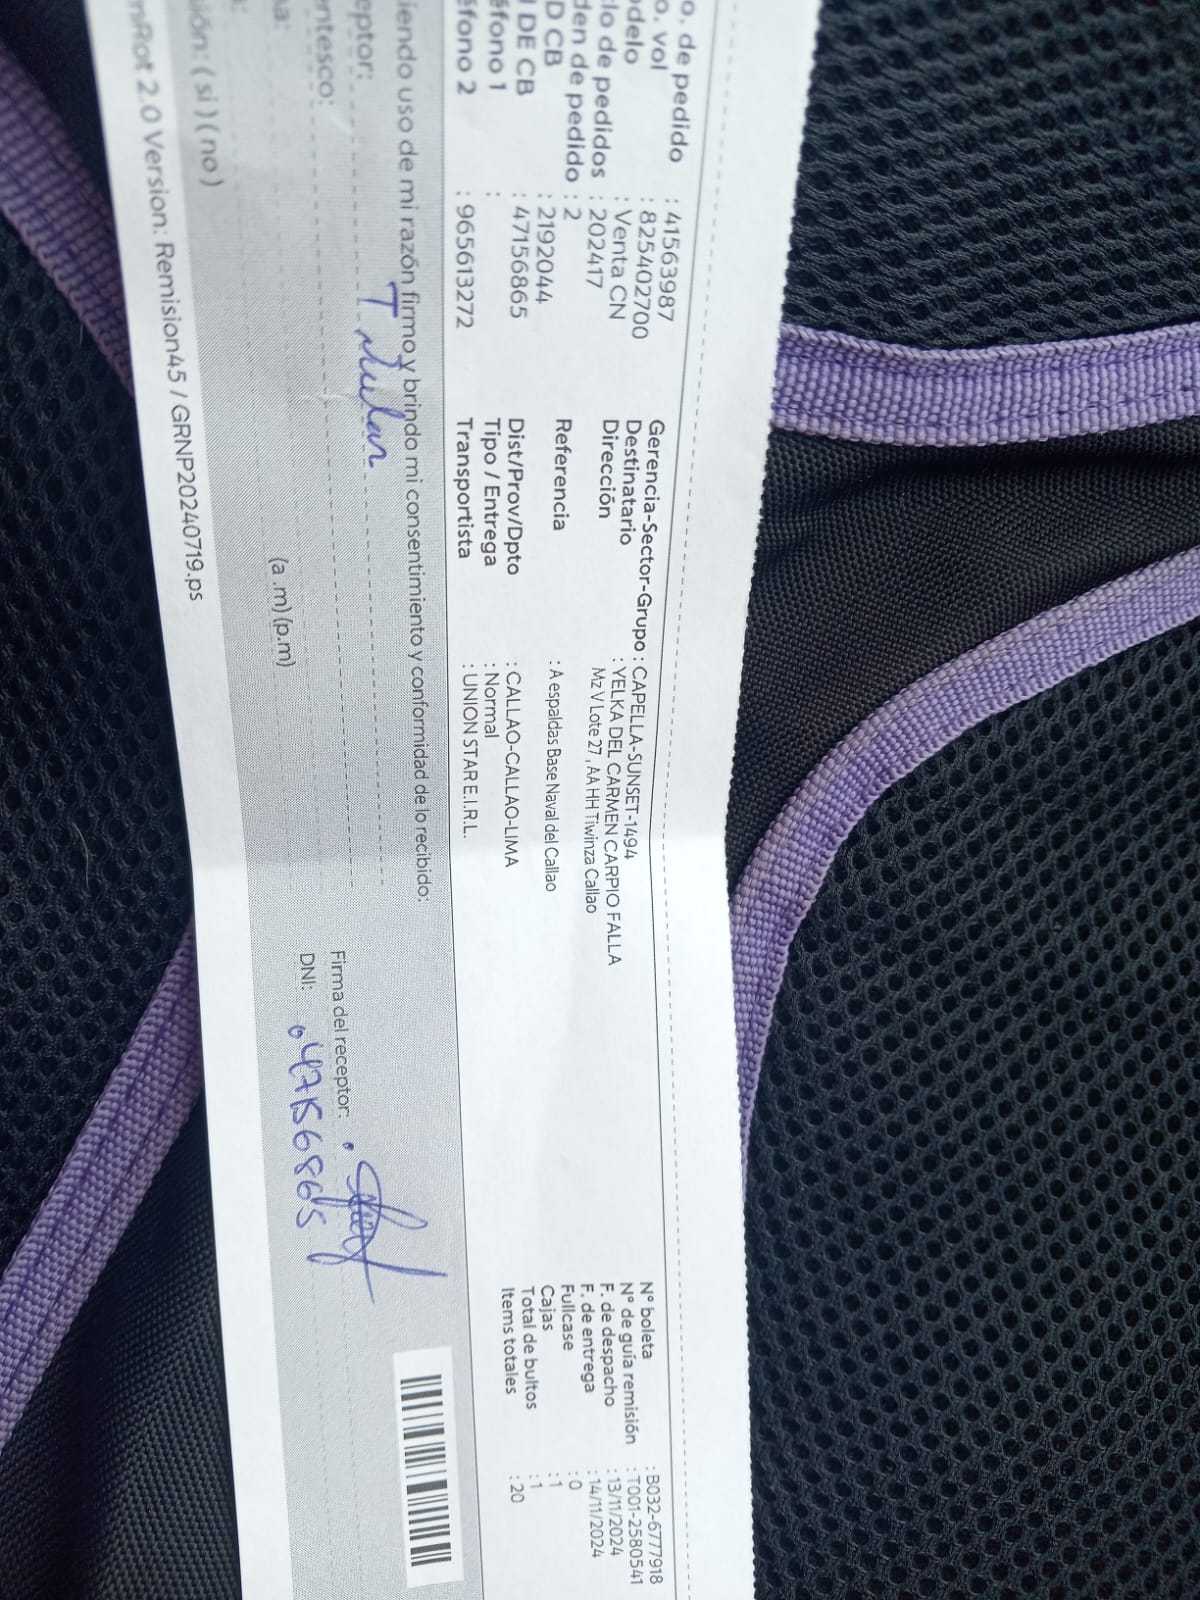 o. de pedido : 41563987
o. vol : 825402700
odelo : Venta CN
clo de pedidos : 202417
den de pedido : 2
D CB : 2192044
I DE CB : 47156865
éfono 1 :
éfono 2 : 965613272
Gerencia-Sector-Grupo : CAPELLA-SUNSET-1494
Destinatario : YELKA DEL CARMEN CARPIO FALLA
Dirección Mz V Lote 27 , AA HH Tiwinza Callao
Referencia : A espaldas Base Naval del Callao
Dist/Prov/Dpto : CALLAO-CALLAO-LIMA
Tipo / Entrega : Normal
Transportista : UNION STAR E.I.R.L.
N° boleta : B032-6777918
N° de guía remisión : T001-2580541
F. de despacho : 13/11/2024
F. de entrega : 14/11/2024
Fullcase : 0
Cajas : 1
Total de bultos : 1
Items totales : 20
iendo uso de mi razón firmo y brindo mi consentimiento y conformidad de lo recibido:
eptor: Titular
entesco:
Firma del receptor:
DNI: 47156865
na:
(a .m) (p.m)
sión: ( si ) ( no )
mRot 2.0 Version: Remision45 / GRNP20240719.ps